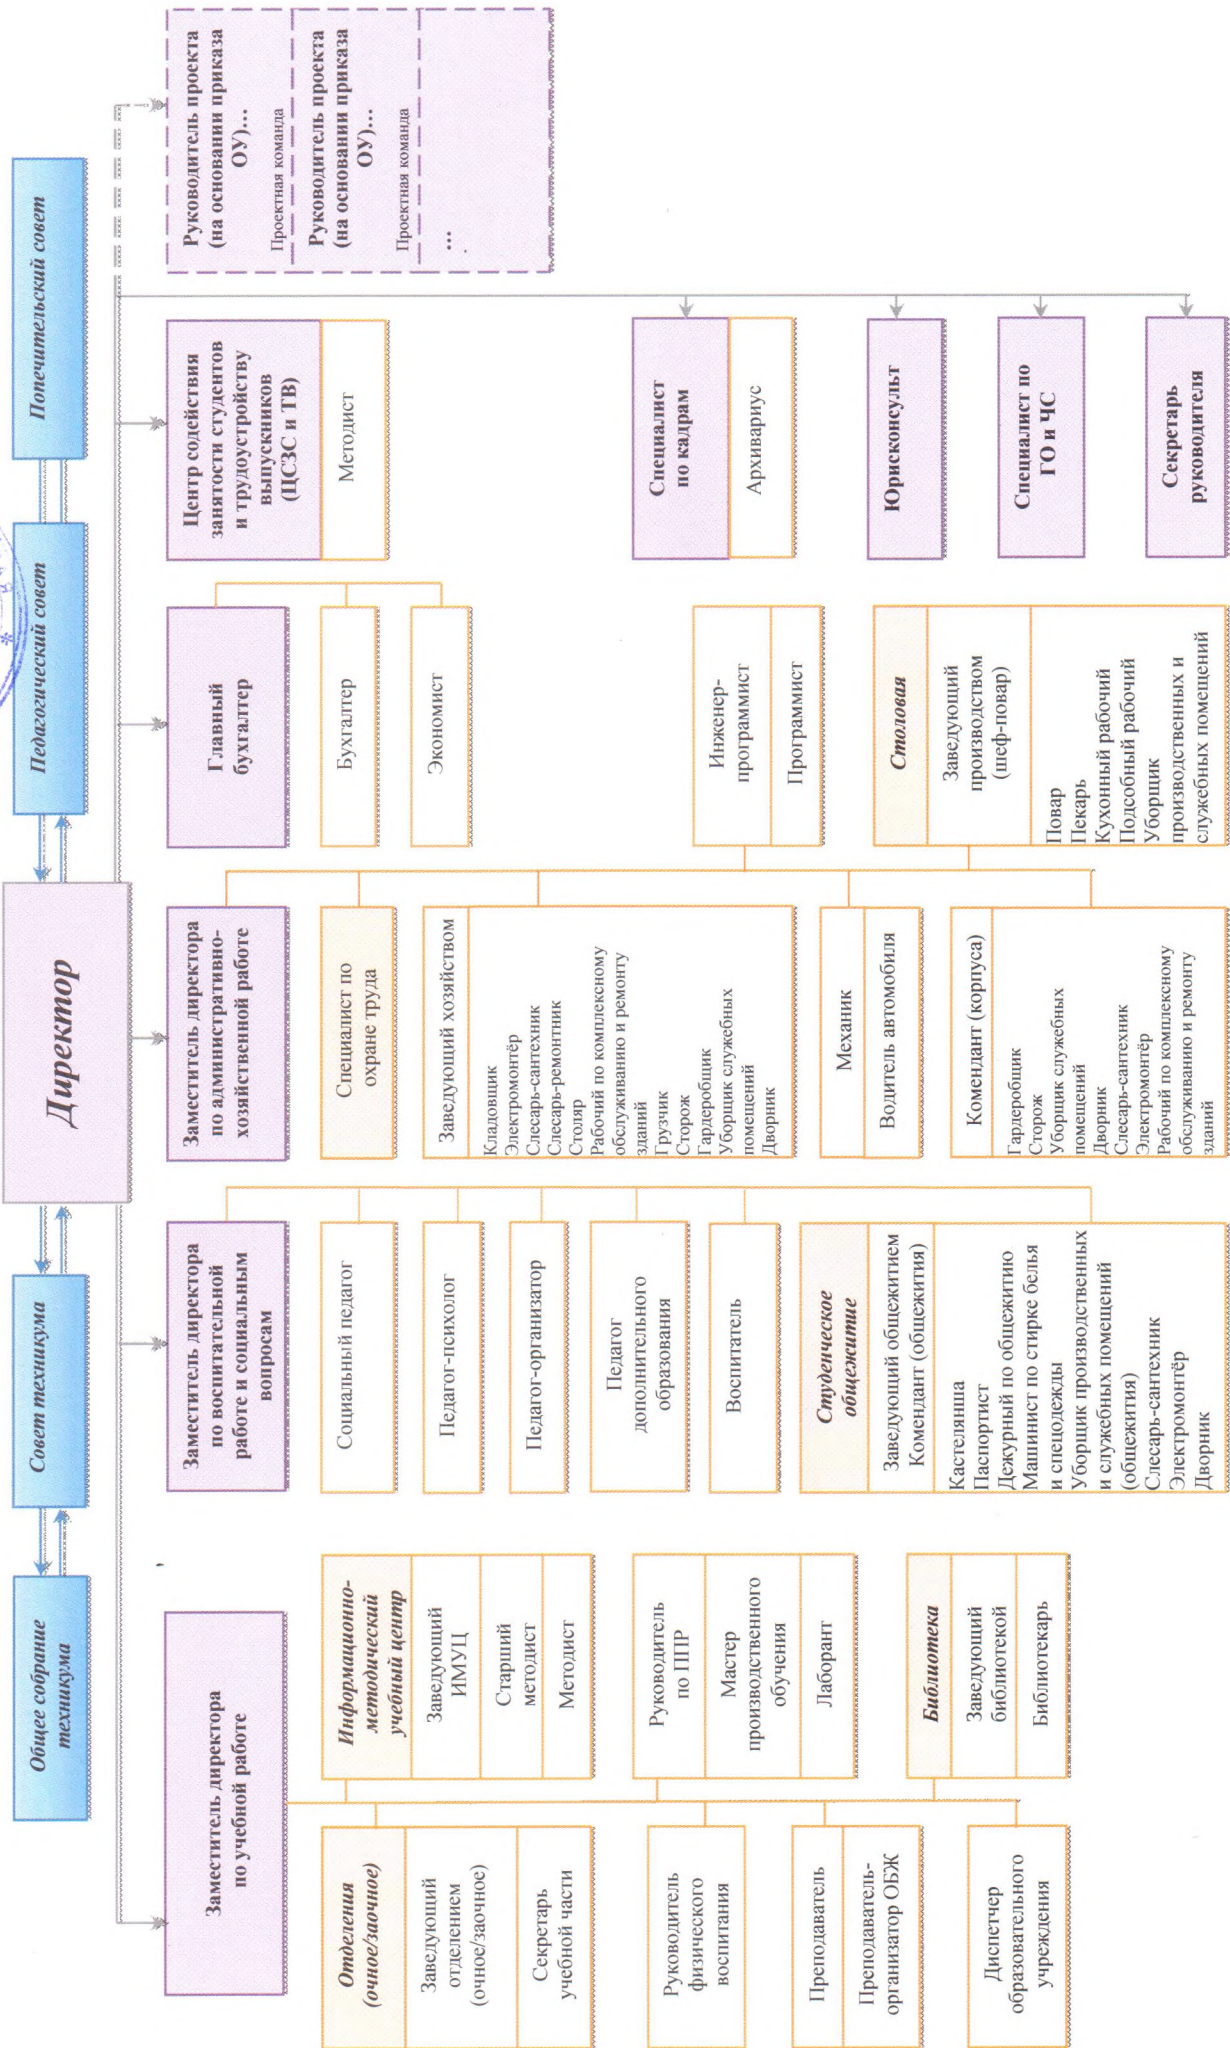 Директор
Общее собрание
техникума
Совет техникума
Педагогический совет
Попечительский совет
Заместитель директора
по учебной работе
Отделения
(очное/заочное)
Заведующий
отделением
(очное/заочное)
Секретарь
учебной части
Руководитель
физического
воспитания
Преподаватель
Преподаватель-
организатор ОБЖ
Диспетчер
образовательного
учреждения
Информационно-
методический
учебный центр
Заведующий
ИМУЦ
Старший
методист
Методист
Руководитель
по ППР
Мастер
производственного
обучения
Лаборант
Библиотека
Заведующий
библиотекой
Библиотекарь
Заместитель директора
по воспитательной
работе и социальным
вопросам
Социальный педагог
Педагог-психолог
Педагог-организатор
Педагог
дополнительного
образования
Воспитатель
Студенческое
общежитие
Заведующий общежитием
Комендант (общежития)
Кастелянша
Паспортист
Дежурный по общежитию
Машинист по стирке белья
и спецодежды
Уборщик производственных
и служебных помещений
(общежития)
Слесарь-сантехник
Электромонтёр
Дворник
Заместитель директора
по административно-
хозяйственной работе
Специалист по
охране труда
Заведующий хозяйством
Кладовщик
Электромонтёр
Слесарь-сантехник
Слесарь-ремонтник
Столяр
Рабочий по комплексному
обслуживанию и ремонту
зданий
Грузчик
Сторож
Гардеробщик
Уборщик служебных
помещений
Дворник
Механик
Водитель автомобиля
Комендант (корпуса)
Гардеробщик
Сторож
Уборщик служебных
помещений
Дворник
Слесарь-сантехник
Электромонтёр
Рабочий по комплексному
обслуживанию и ремонту
зданий
Главный
бухгалтер
Бухгалтер
Экономист
Инженер-
программист
Программист
Столовая
Заведующий
производством
(шеф-повар)
Повар
Пекарь
Кухонный рабочий
Подсобный рабочий
Уборщик
производственных и
служебных помещений
Центр содействия
занятости студентов
и трудоустройству
выпускников
(ЦСЗС и ТВ)
Методист
Специалист
по кадрам
Архивариус
Юрисконсульт
Специалист по
ГО и ЧС
Секретарь
руководителя
Руководитель проекта
(на основании приказа
ОУ)…
Проектная команда
Руководитель проекта
(на основании приказа
ОУ)…
Проектная команда
…